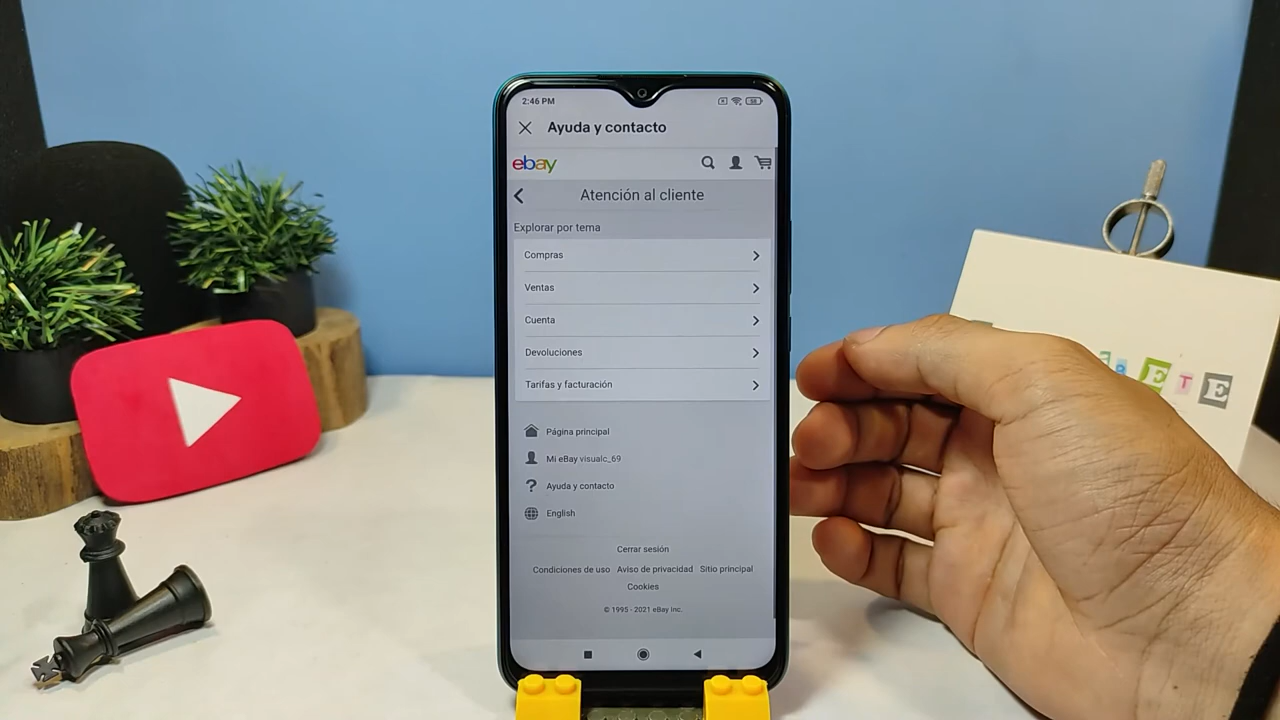 2:46 PM 58
Ayuda y contacto
ebay
Atención al cliente
Explorar por tema
Compras
Ventas
Cuenta
Devoluciones
Tarifas y facturación
Página principal
Mi eBay visualc_69
Ayuda y contacto
English
Cerrar sesión
Condiciones de uso Aviso de privacidad Sitio principal
Cookies
© 1995 - 2021 eBay Inc.
E T E